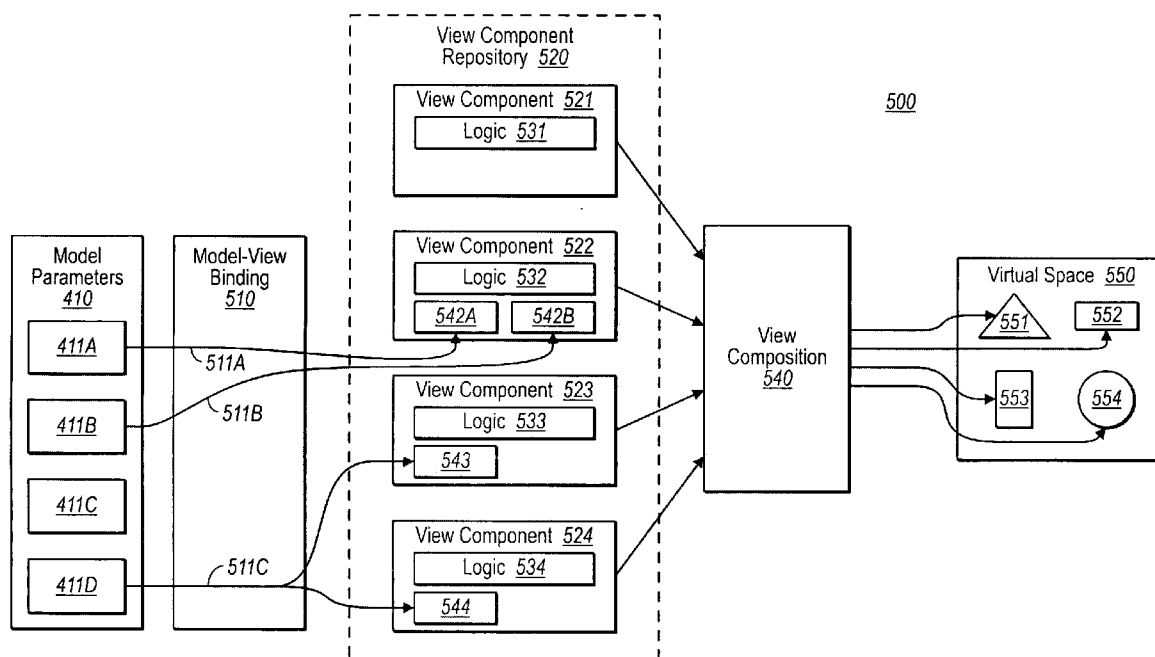 View Component
Repository 520
500
View Component 521
Logic 531
Model
Parameters
410
411A
411B
411C
411D
Model-View
Binding
510
511A
511B
511C
View Component 522
Logic 532
542A
542B
View Component 523
Logic 533
543
View Component 524
Logic 534
544
View
Composition
540
Virtual Space 550
551
552
553
554